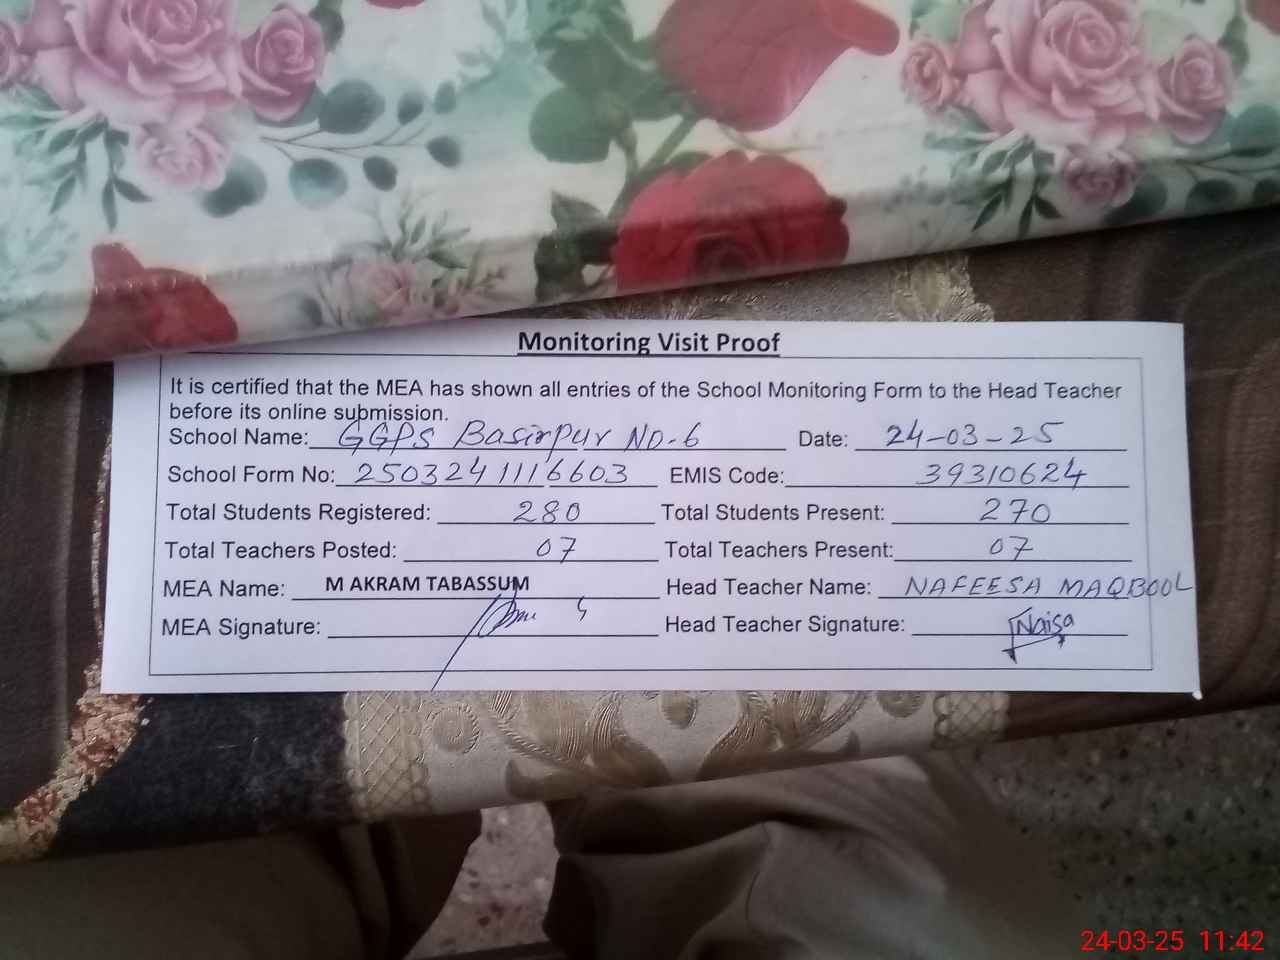 Monitoring Visit Proof
It is certified that the MEA has shown all entries of the School Monitoring Form to the Head Teacher
before its online submission.
School Name: GGPS Basirpur NO-6 Date: 24-03-25
School Form No: 2503241116603 EMIS Code: 39310624
Total Students Registered: 280 Total Students Present: 270
Total Teachers Posted: 07 Total Teachers Present: 07
MEA Name: M AKRAM TABASSUM Head Teacher Name: NAFEESA MAQBOOL
MEA Signature: Head Teacher Signature: Naisa
24-03-25 11:42